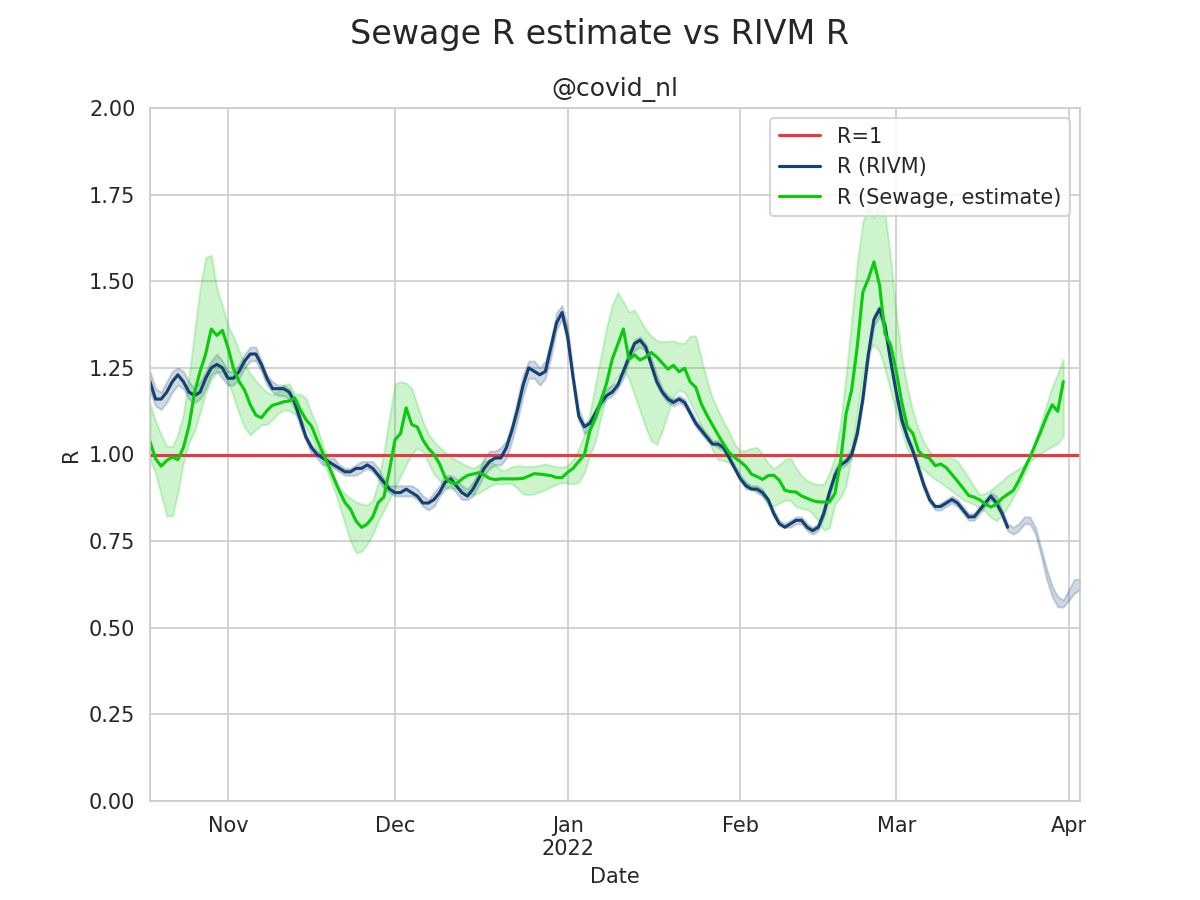 Sewage R estimate vs RIVM R
@covid_nl
2.00
1.75
1.50
1.25
1.00
0.75
0.50
0.25
0.00
R
R=1
R (RIVM)
R (Sewage, estimate)
Nov
Dec
Jan
2022
Feb
Mar
Apr
Date